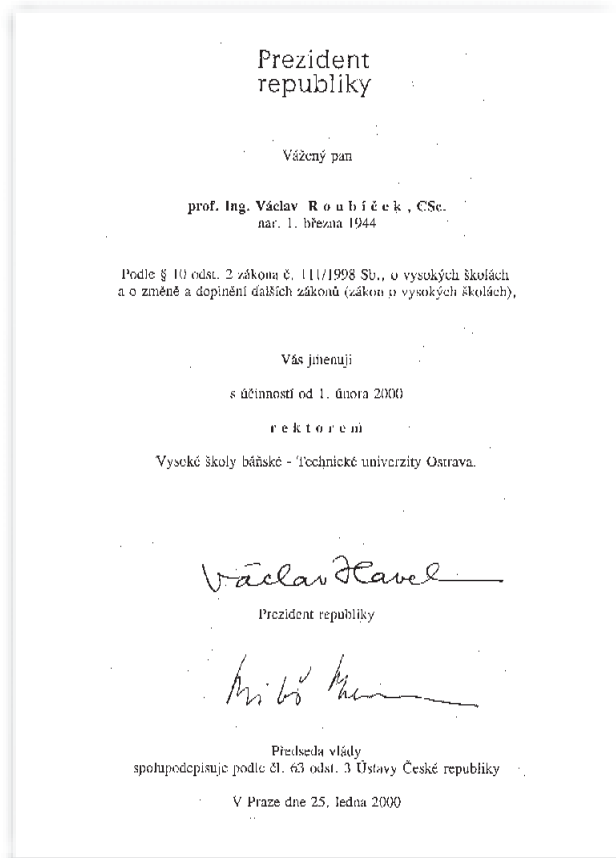 Prezident
republiky
Vážený pan
prof. Ing. Václav R o u b í č e k , CSc.
nar. 1. března 1944
Podle § 10 odst. 2 zákona č. 111/1998 Sb., o vysokých školách
a o změně a doplnění dalších zákonů (zákon o vysokých školách),
Vás jmenuji
s účinností od 1. února 2000
r e k t o r e m
Vysoké školy báňské - Technické univerzity Ostrava.
Václav Havel
Prezident republiky
Miloš
Předseda vlády
spolupodepisuje podle čl. 63 odst. 3 Ústavy České republiky
V Praze dne 25. ledna 2000